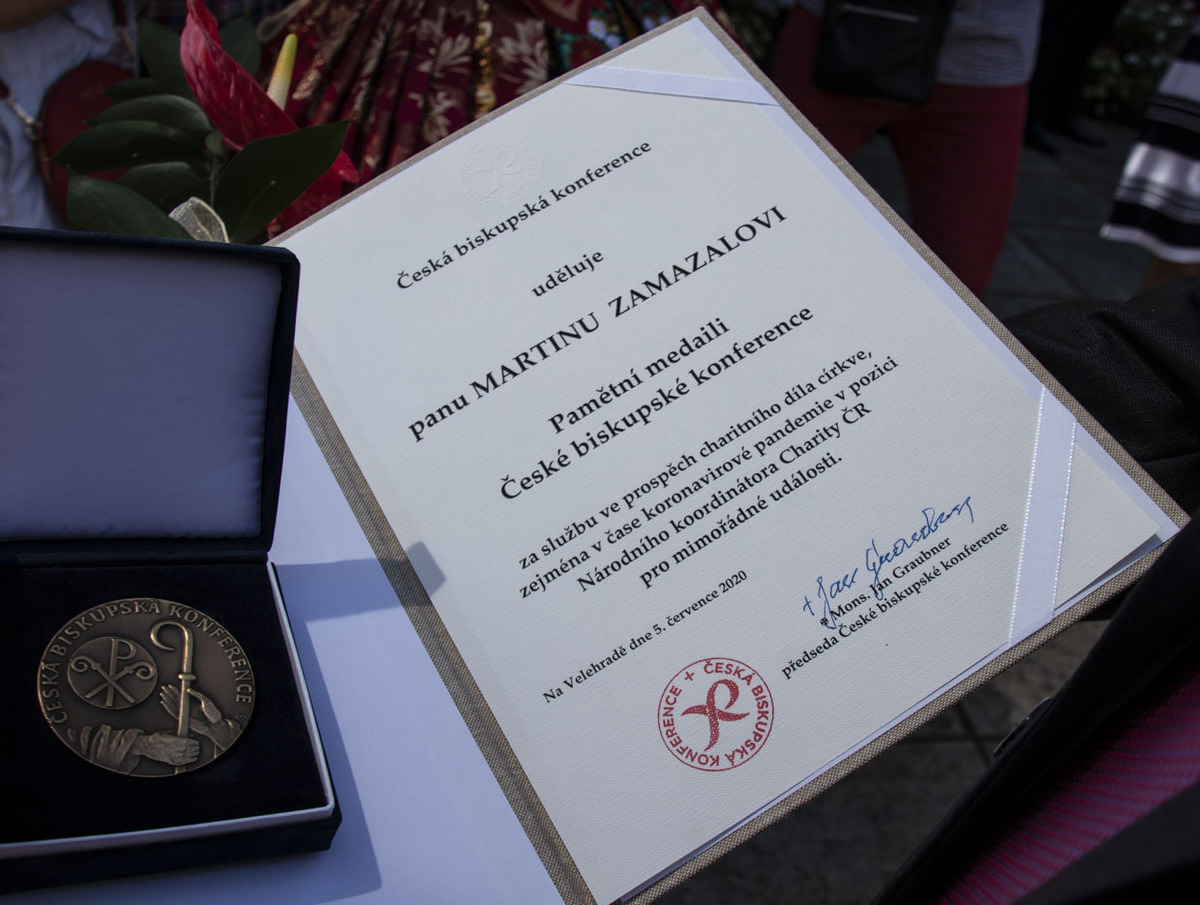 Česká biskupská konference
uděluje
panu MARTINU ZAMAZALOVI
Pamětní medaili
České biskupské konference
za službu ve prospěch charitního díla církve,
zejména v čase koronavirové pandemie v pozici
Národního koordinátora Charity ČR
pro mimořádné události.
Na Velehradě dne 5. července 2020
Mons. Jan Graubner
předseda České biskupské konference
+ ČESKÁ BISKUPSKÁ KONFERENCE
ČESKÁ BISKUPSKÁ KONFERENCE